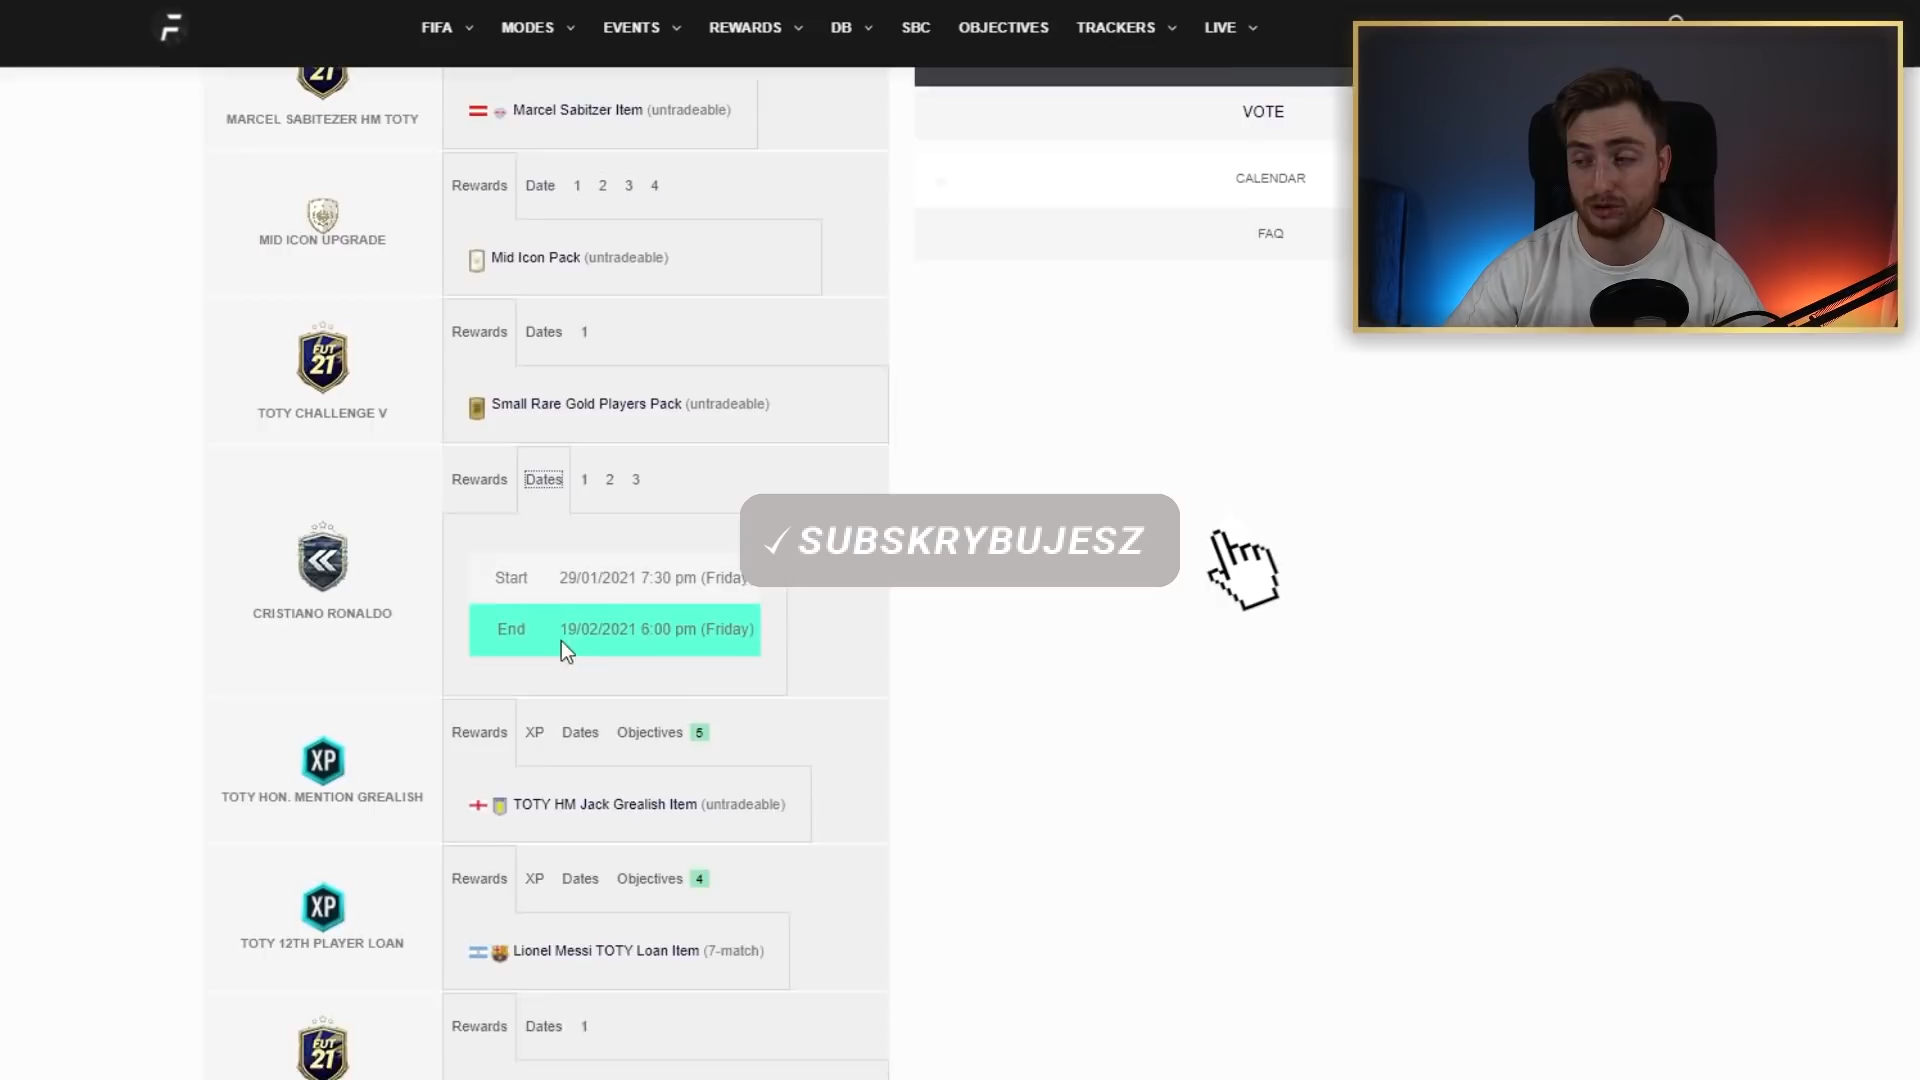 FIFA MODES EVENTS REWARDS DB SBC OBJECTIVES TRACKERS LIVE
21
MARCEL SABITEZER HM TOTY
Marcel Sabitzer Item (untradeable)
VOTE
CALENDAR
FAQ
MID ICON UPGRADE
Rewards Date 1 2 3 4
Mid Icon Pack (untradeable)
FUT
21
TOTY CHALLENGE V
Rewards Dates 1
Small Rare Gold Players Pack (untradeable)
CRISTIANO RONALDO
Rewards Dates 1 2 3
✓ SUBSKRYBUJESZ
Start 29/01/2021 7:30 pm (Friday
End 19/02/2021 6:00 pm (Friday)
XP
TOTY HON. MENTION GREALISH
Rewards XP Dates Objectives 5
TOTY HM Jack Grealish Item (untradeable)
XP
TOTY 12TH PLAYER LOAN
Rewards XP Dates Objectives 4
Lionel Messi TOTY Loan Item (7-match)
FUT
21
Rewards Dates 1